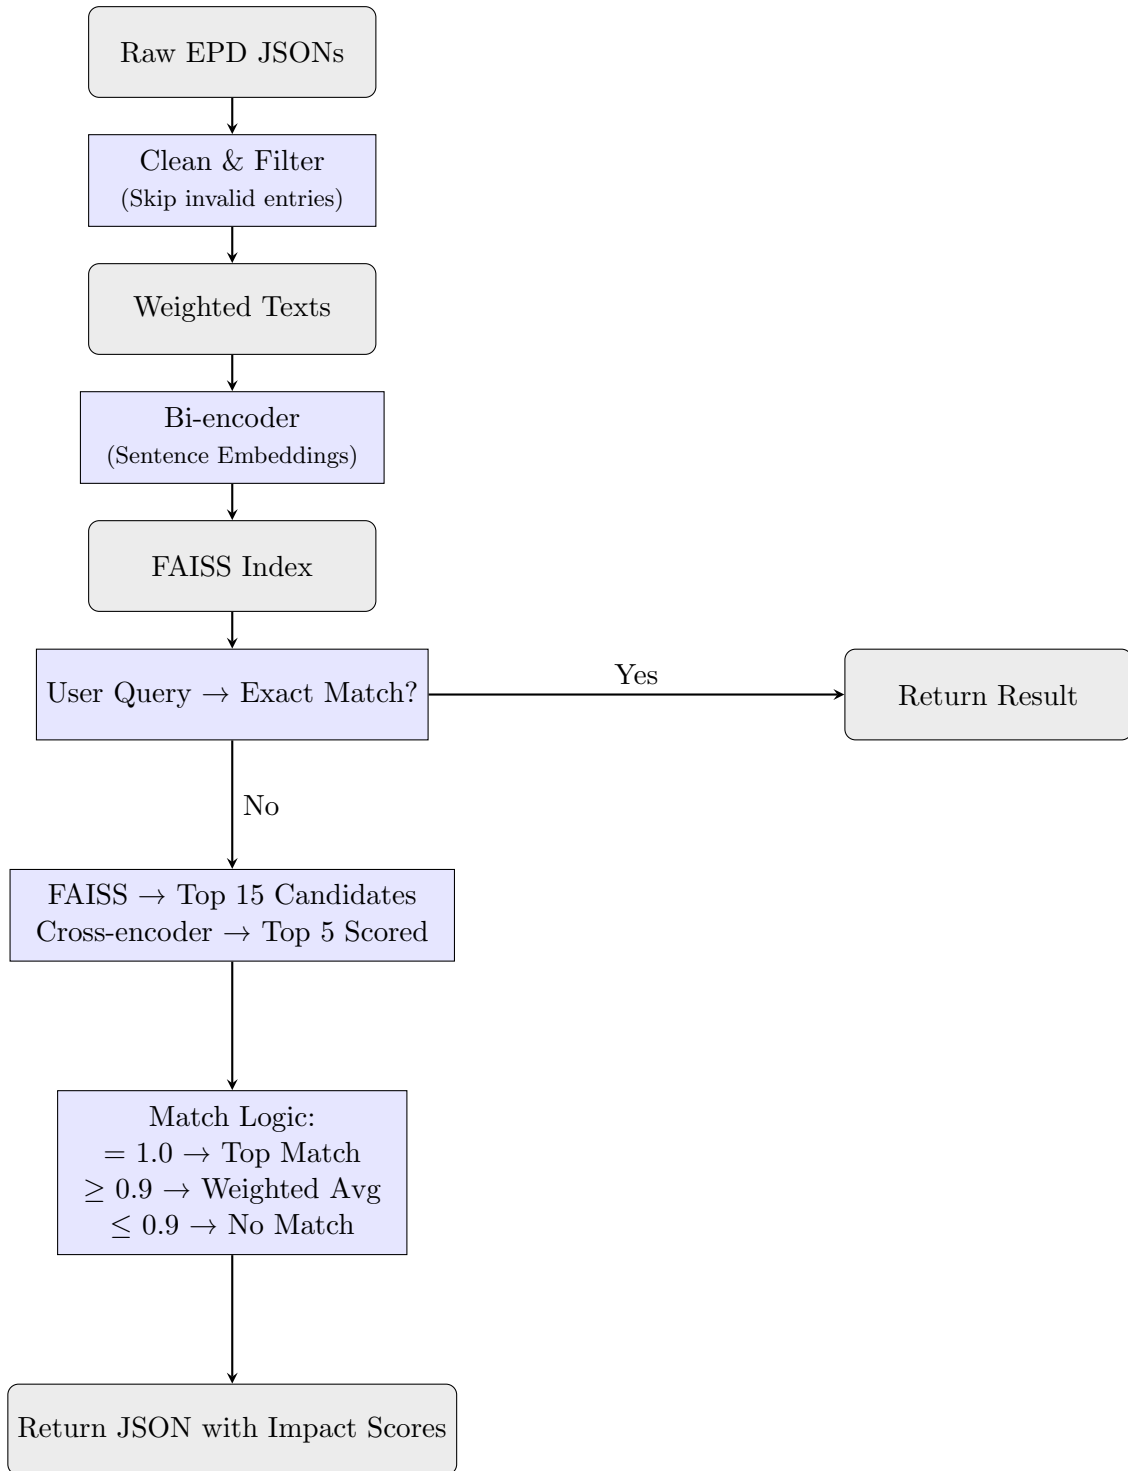 Raw EPD JSONs
Clean & Filter
(Skip invalid entries)
Weighted Texts
Bi-encoder
(Sentence Embeddings)
FAISS Index
User Query → Exact Match?
Yes
Return Result
No
FAISS → Top 15 Candidates
Cross-encoder → Top 5 Scored
Match Logic:
= 1.0 → Top Match
≥ 0.9 → Weighted Avg
≤ 0.9 → No Match
Return JSON with Impact Scores